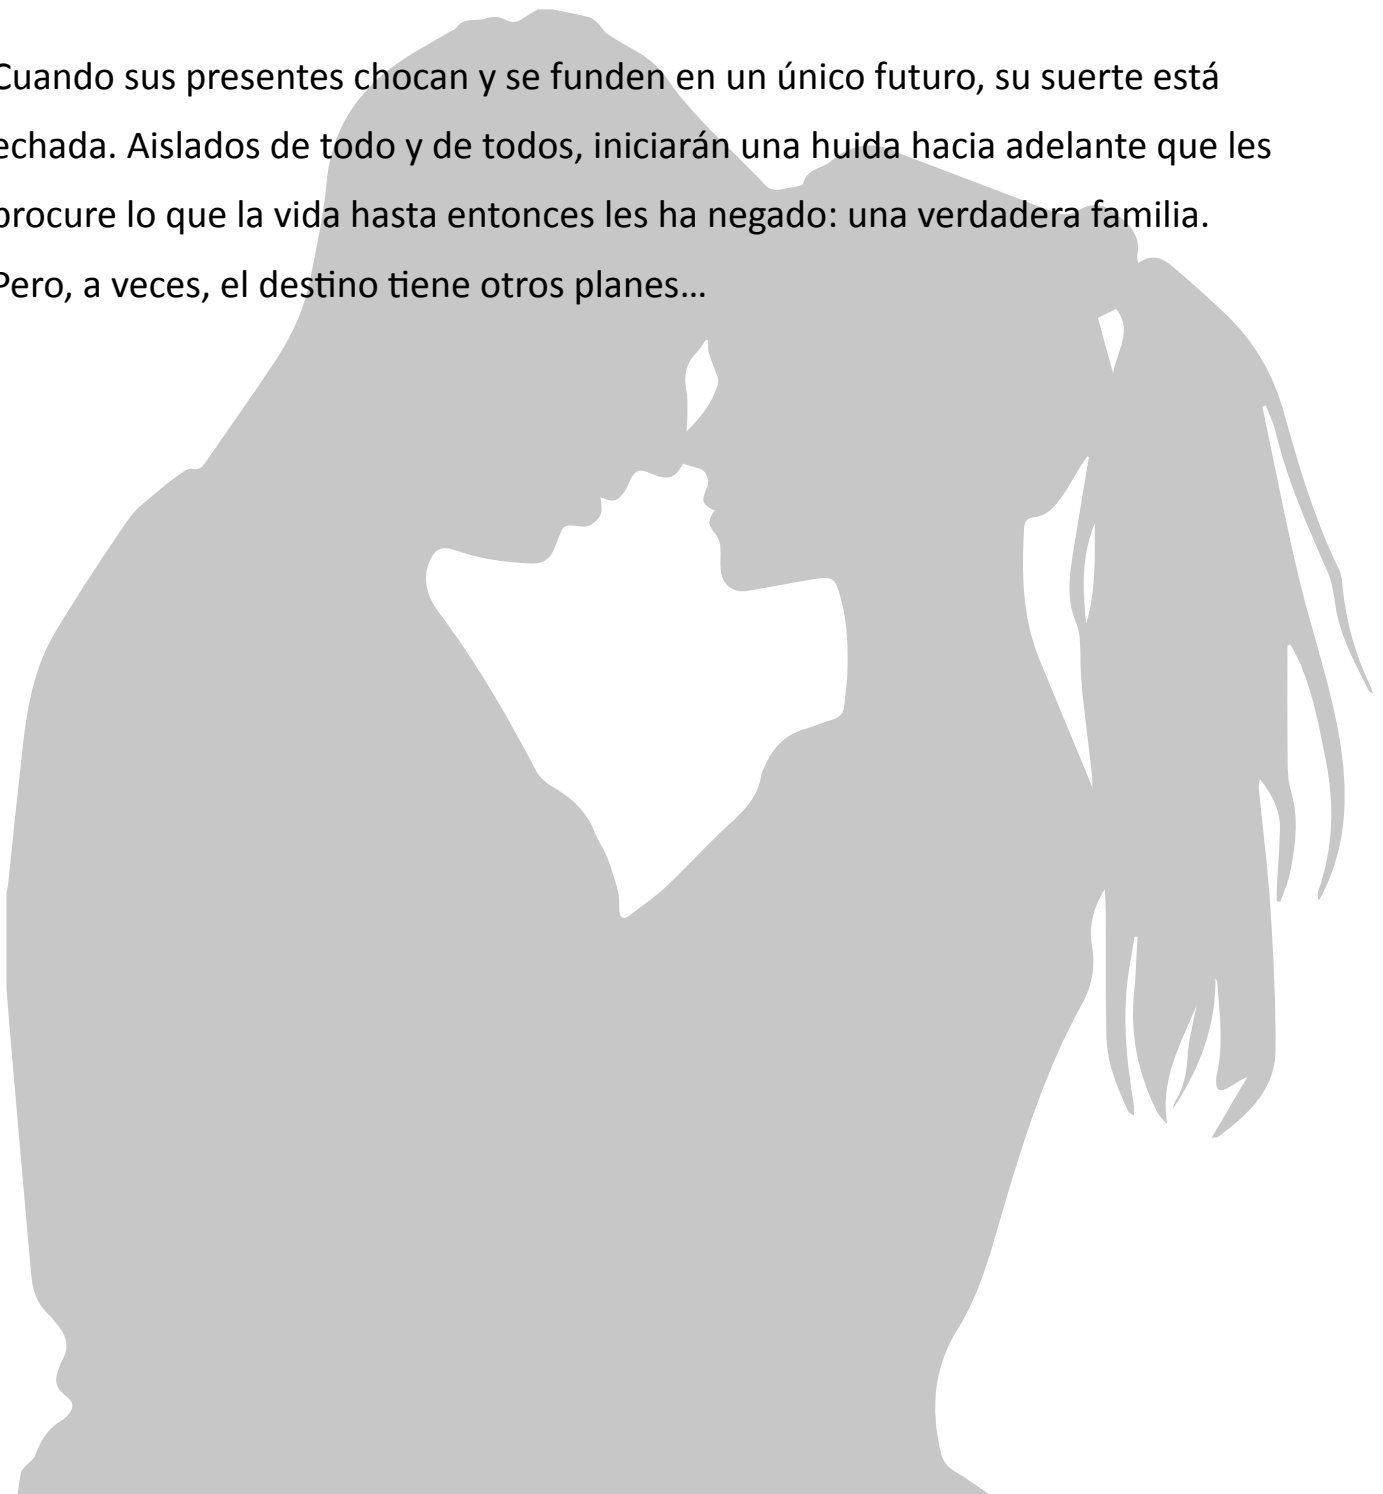 Cuando sus presentes chocan y se funden en un único futuro, su suerte está
echada. Aislados de todo y de todos, iniciarán una huida hacia adelante que les
procure lo que la vida hasta entonces les ha negado: una verdadera familia.
Pero, a veces, el destino tiene otros planes…